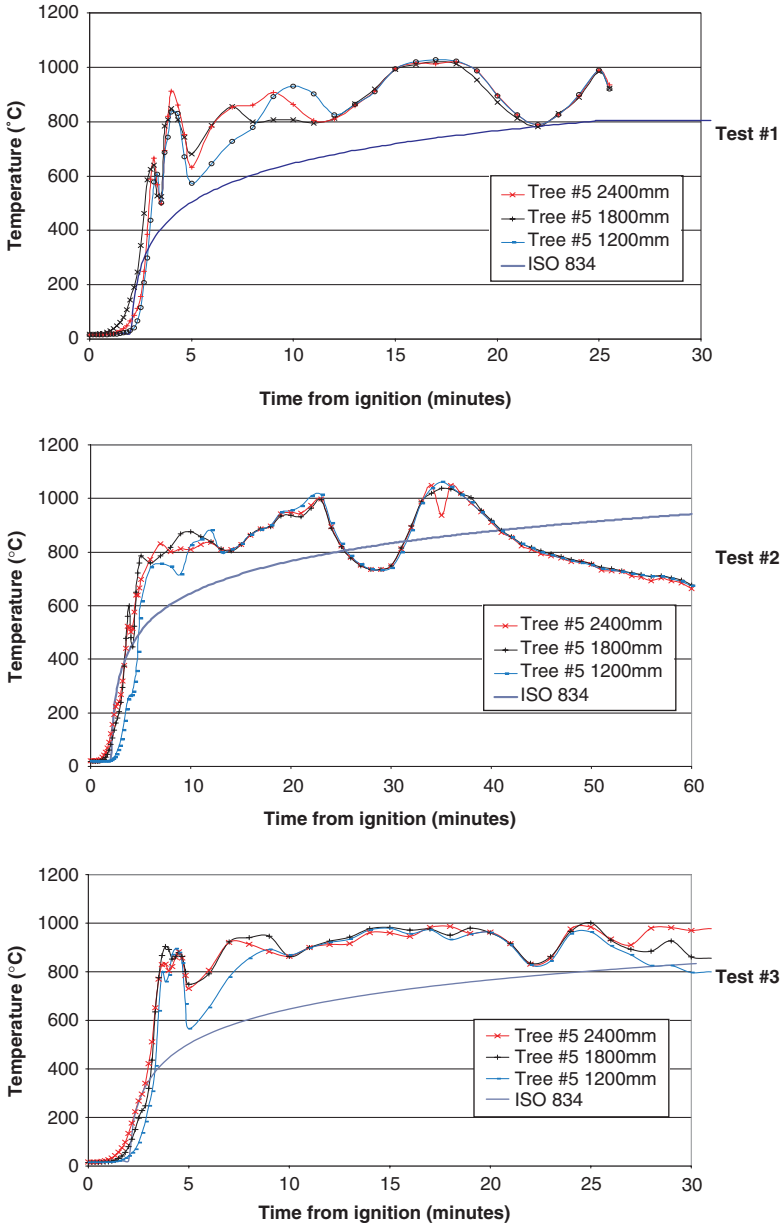 1200
1000
800
600
400
200
0
Temperature (°C)
Tree #5 2400mm
Tree #5 1800mm
Tree #5 1200mm
ISO 834
0 5 10 15 20 25 30
Time from ignition (minutes)
Test #1
1200
1000
800
600
400
200
0
Temperature (°C)
Tree #5 2400mm
Tree #5 1800mm
Tree #5 1200mm
ISO 834
0 10 20 30 40 50 60
Time from ignition (minutes)
Test #2
1200
1000
800
600
400
200
0
Temperature (°C)
Tree #5 2400mm
Tree #5 1800mm
Tree #5 1200mm
ISO 834
0 5 10 15 20 25 30
Time from ignition (minutes)
Test #3